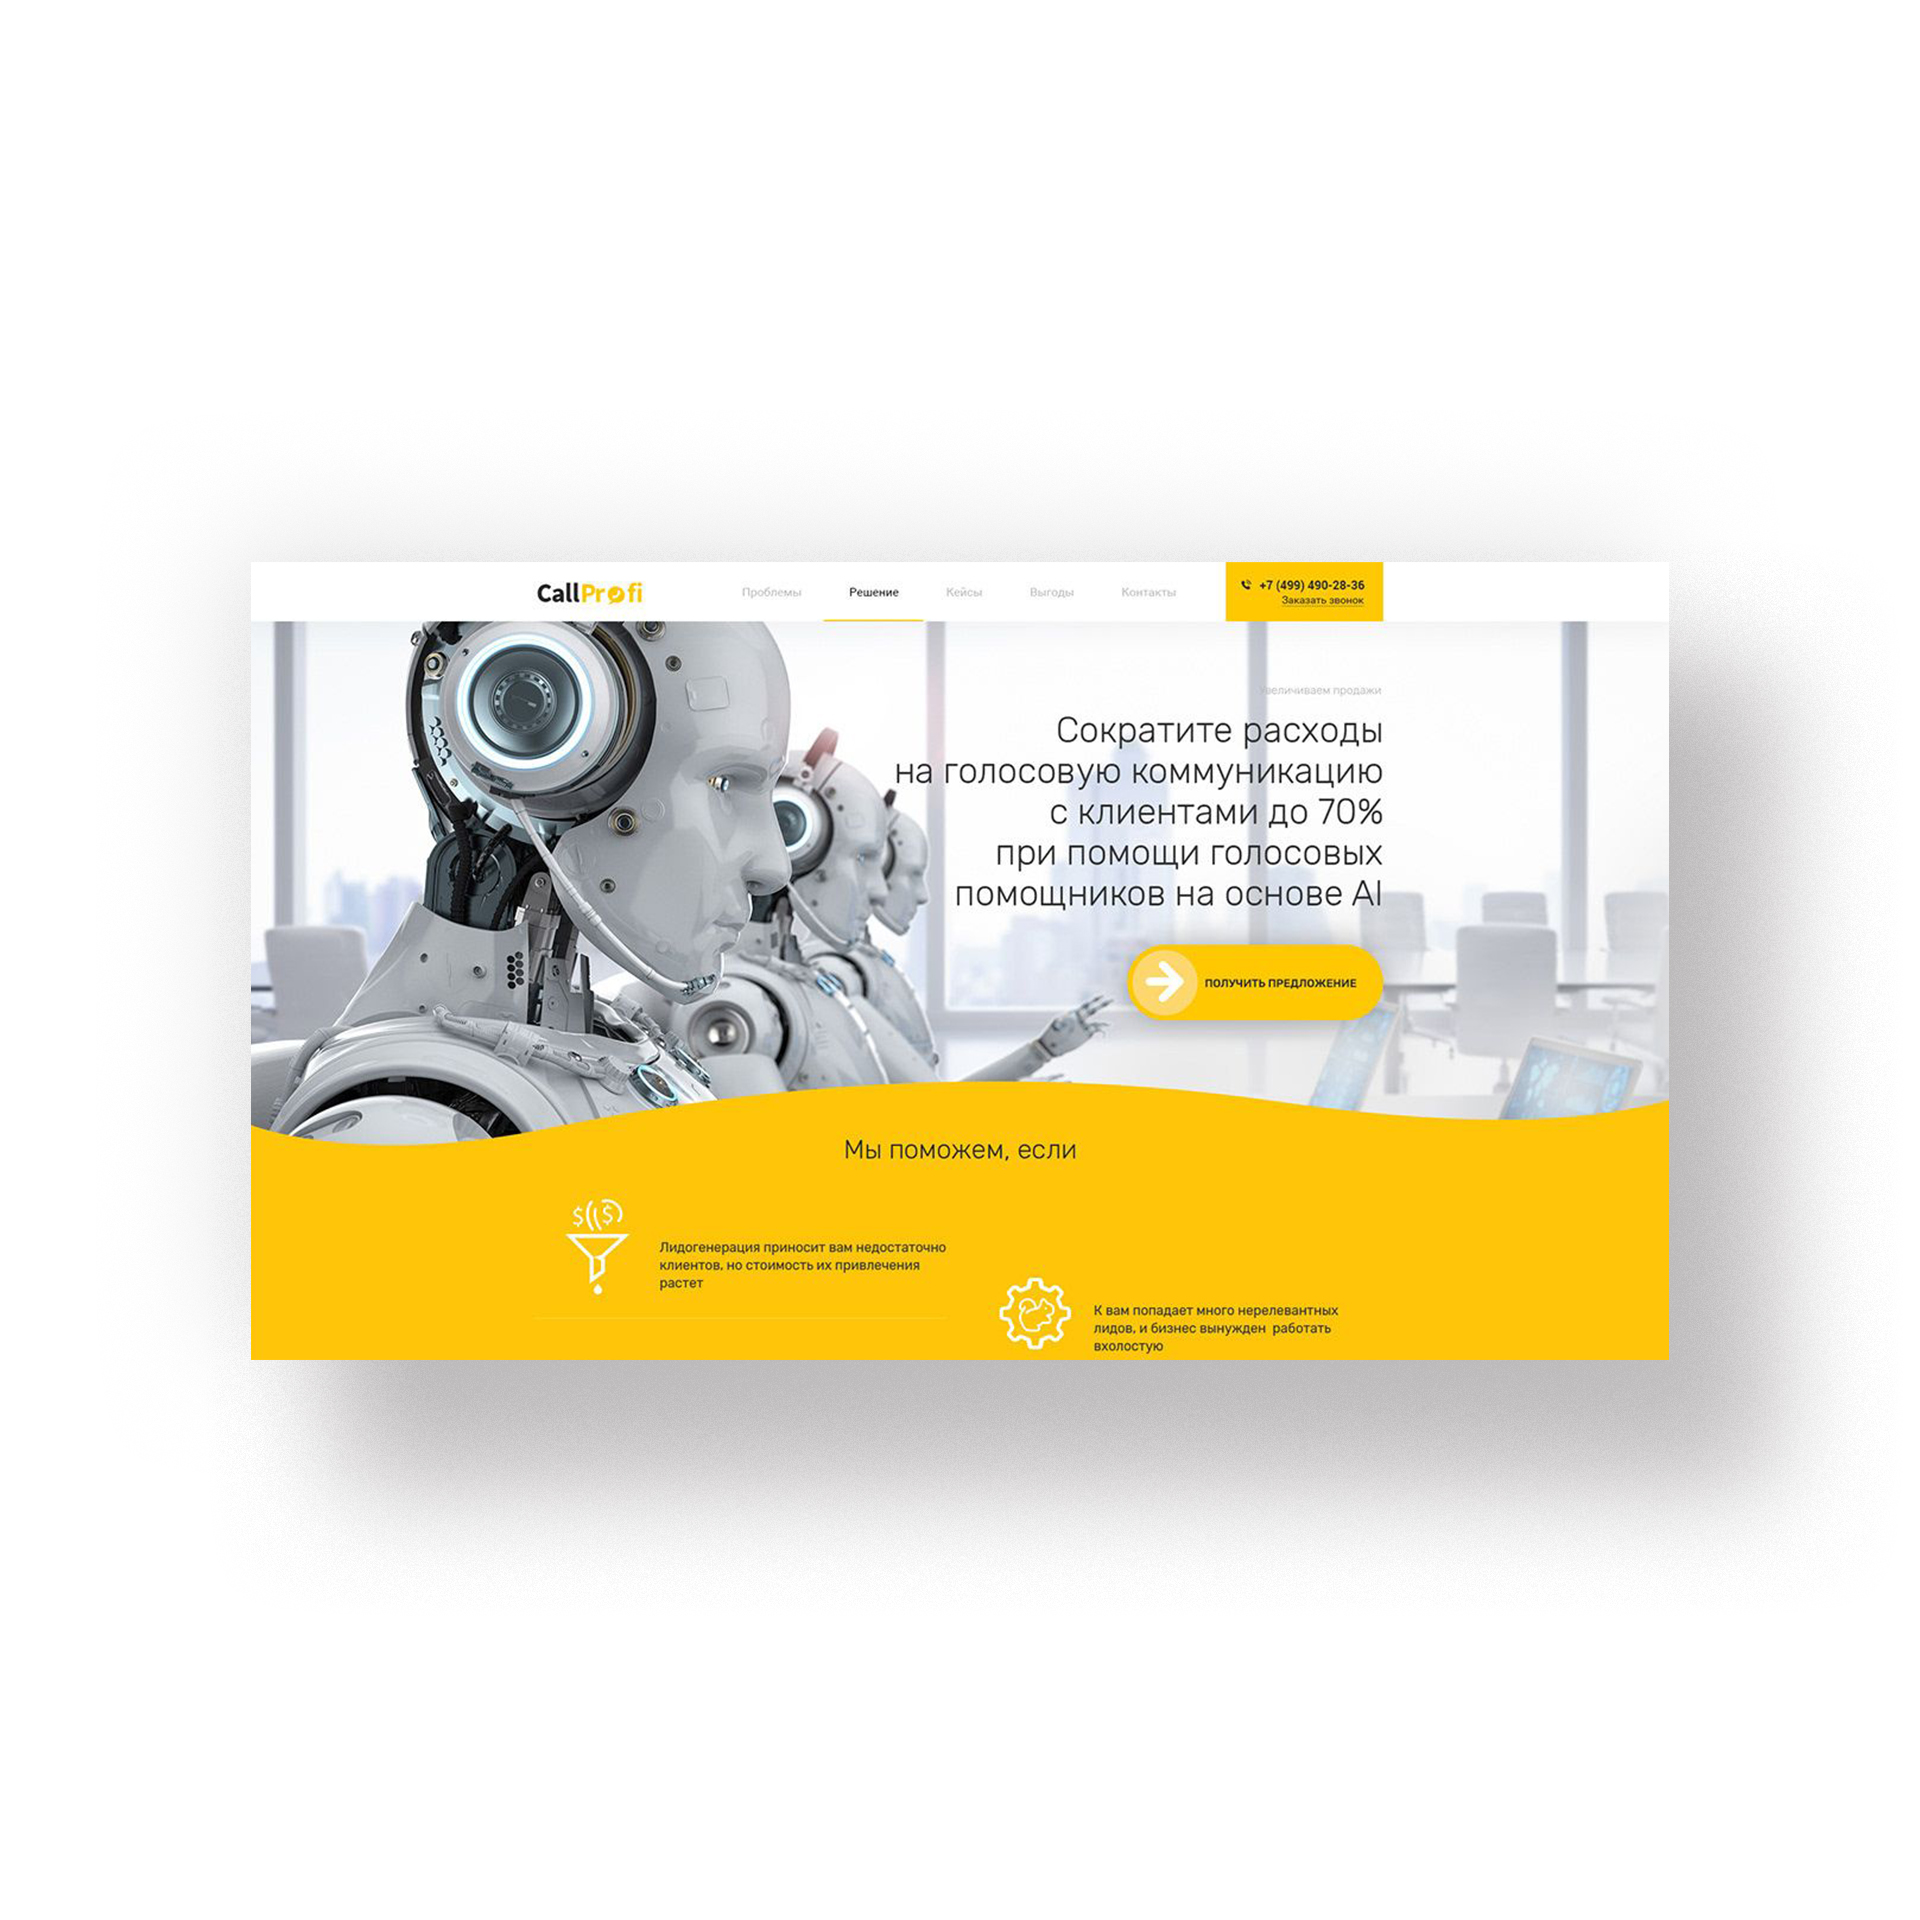 CallProfi
Проблемы
Решение
Кейсы
Выгоды
Контакты
+7 (499) 490-28-36
Заказать звонок
Увеличиваем продажи
Сократите расходы
на голосовую коммуникацию
с клиентами до 70%
при помощи голосовых
помощников на основе AI
ПОЛУЧИТЬ ПРЕДЛОЖЕНИЕ
Мы поможем, если
Лидогенерация приносит вам недостаточно
клиентов, но стоимость их привлечения
растет
К вам попадает много нерелевантных
лидов, и бизнес вынужден работать
вхолостую